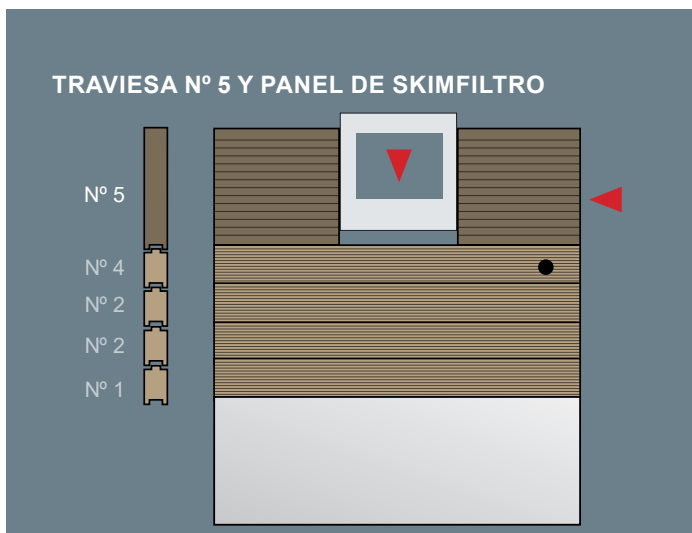 TRAVIESA Nº 5 Y PANEL DE SKIMFILTRO
Nº 5
Nº 4
Nº 2
Nº 2
Nº 1